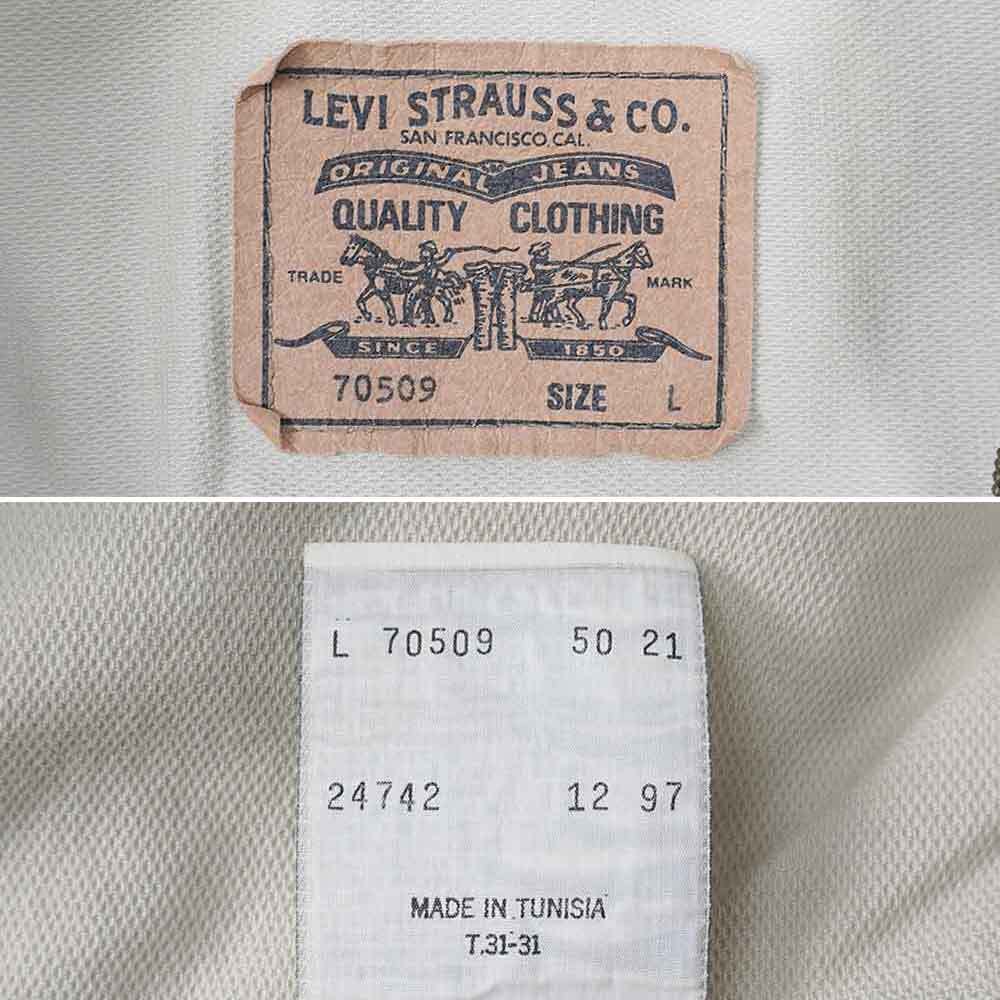 LEVI STRAUSS & CO.
SAN FRANCISCO, CAL.
ORIGINAL JEANS
QUALITY CLOTHING
TRADE MARK
SINCE 1850
70509 SIZE L
L 70509 50 21
24742 12 97
MADE IN TUNISIA
T.31-31